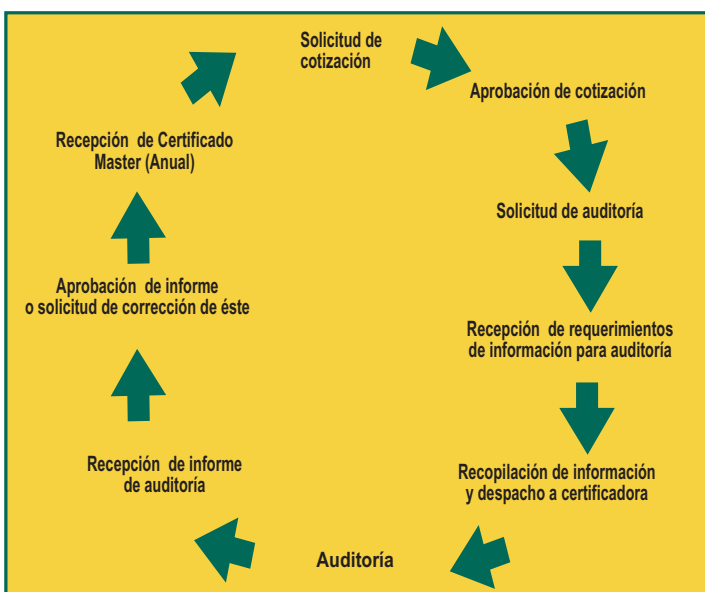 Solicitud de
cotización
Aprobación de cotización
Solicitud de auditoría
Recepción de requerimientos
de información para auditoría
Recopilación de información
y despacho a certificadora
Auditoría
Recepción de informe
de auditoría
Aprobación de informe
o solicitud de corrección de éste
Recepción de Certificado
Master (Anual)